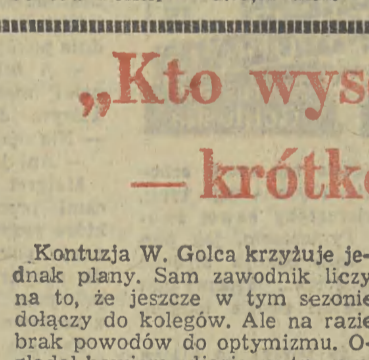 „Kto wys
— krótk
Kontuzja W. Golca krzyżuje je-
dnak plany. Sam zawodnik liczy
na to, że jeszcze w tym sezonie
dołączy do kolegów. Ale na razie
brak powodów do optymizmu. O-